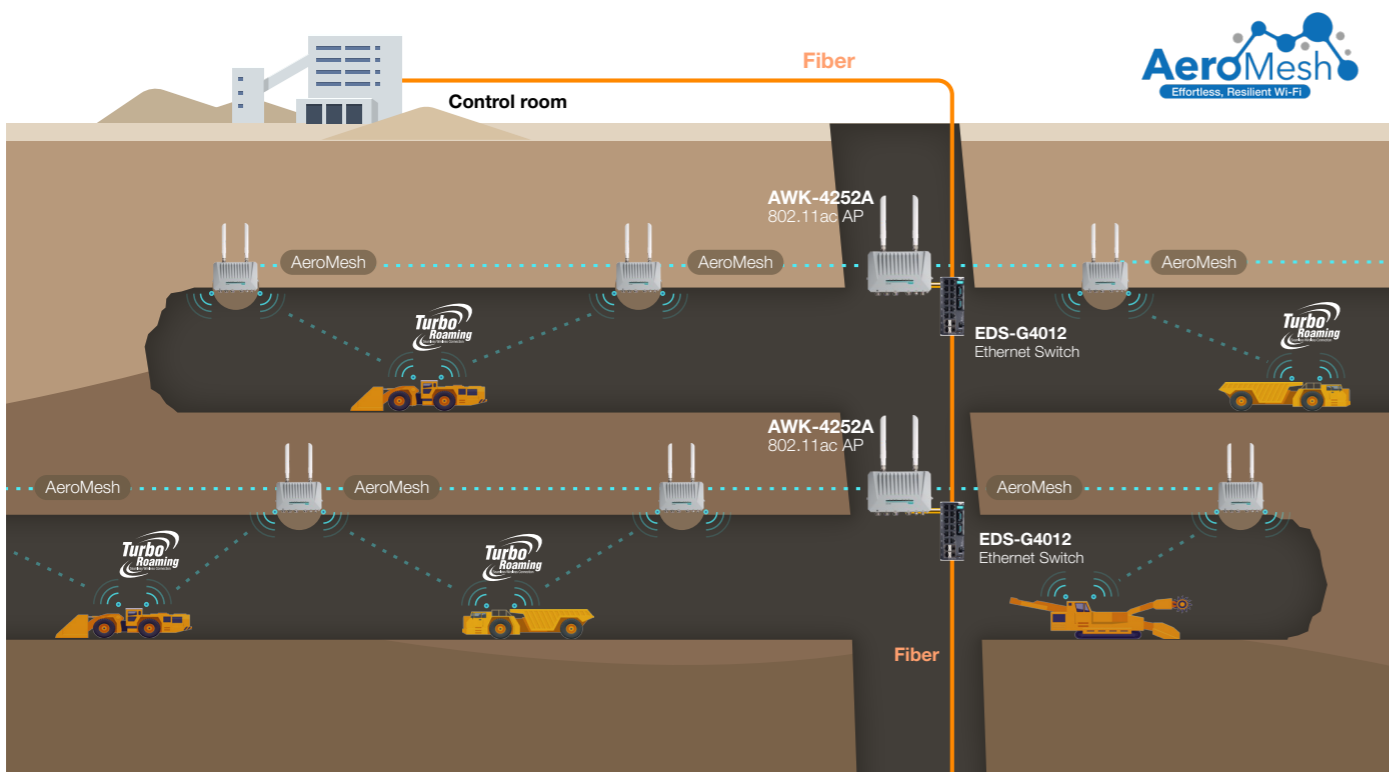 Fiber
AeroMesh
Effortless, Resilient Wi-Fi
Control room
AWK-4252A
802.11ac AP
AeroMesh
AeroMesh
AeroMesh
Turbo
Roaming
Turbo
Roaming
EDS-G4012
Ethernet Switch
AWK-4252A
802.11ac AP
AeroMesh
AeroMesh
AeroMesh
Turbo
Roaming
Turbo
Roaming
EDS-G4012
Ethernet Switch
Fiber